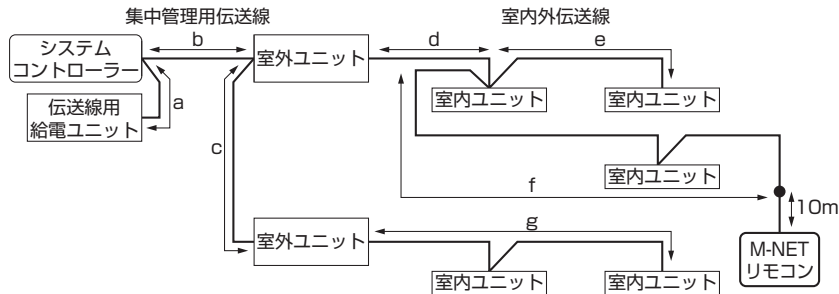 集中管理用伝送線
室内外伝送線
システム
コントローラー
b
室外ユニット
d
e
a
伝送線用
給電ユニット
室内ユニット
室内ユニット
c
室内ユニット
f
10m
g
室外ユニット
M-NET
リモコン
室内ユニット
室内ユニット